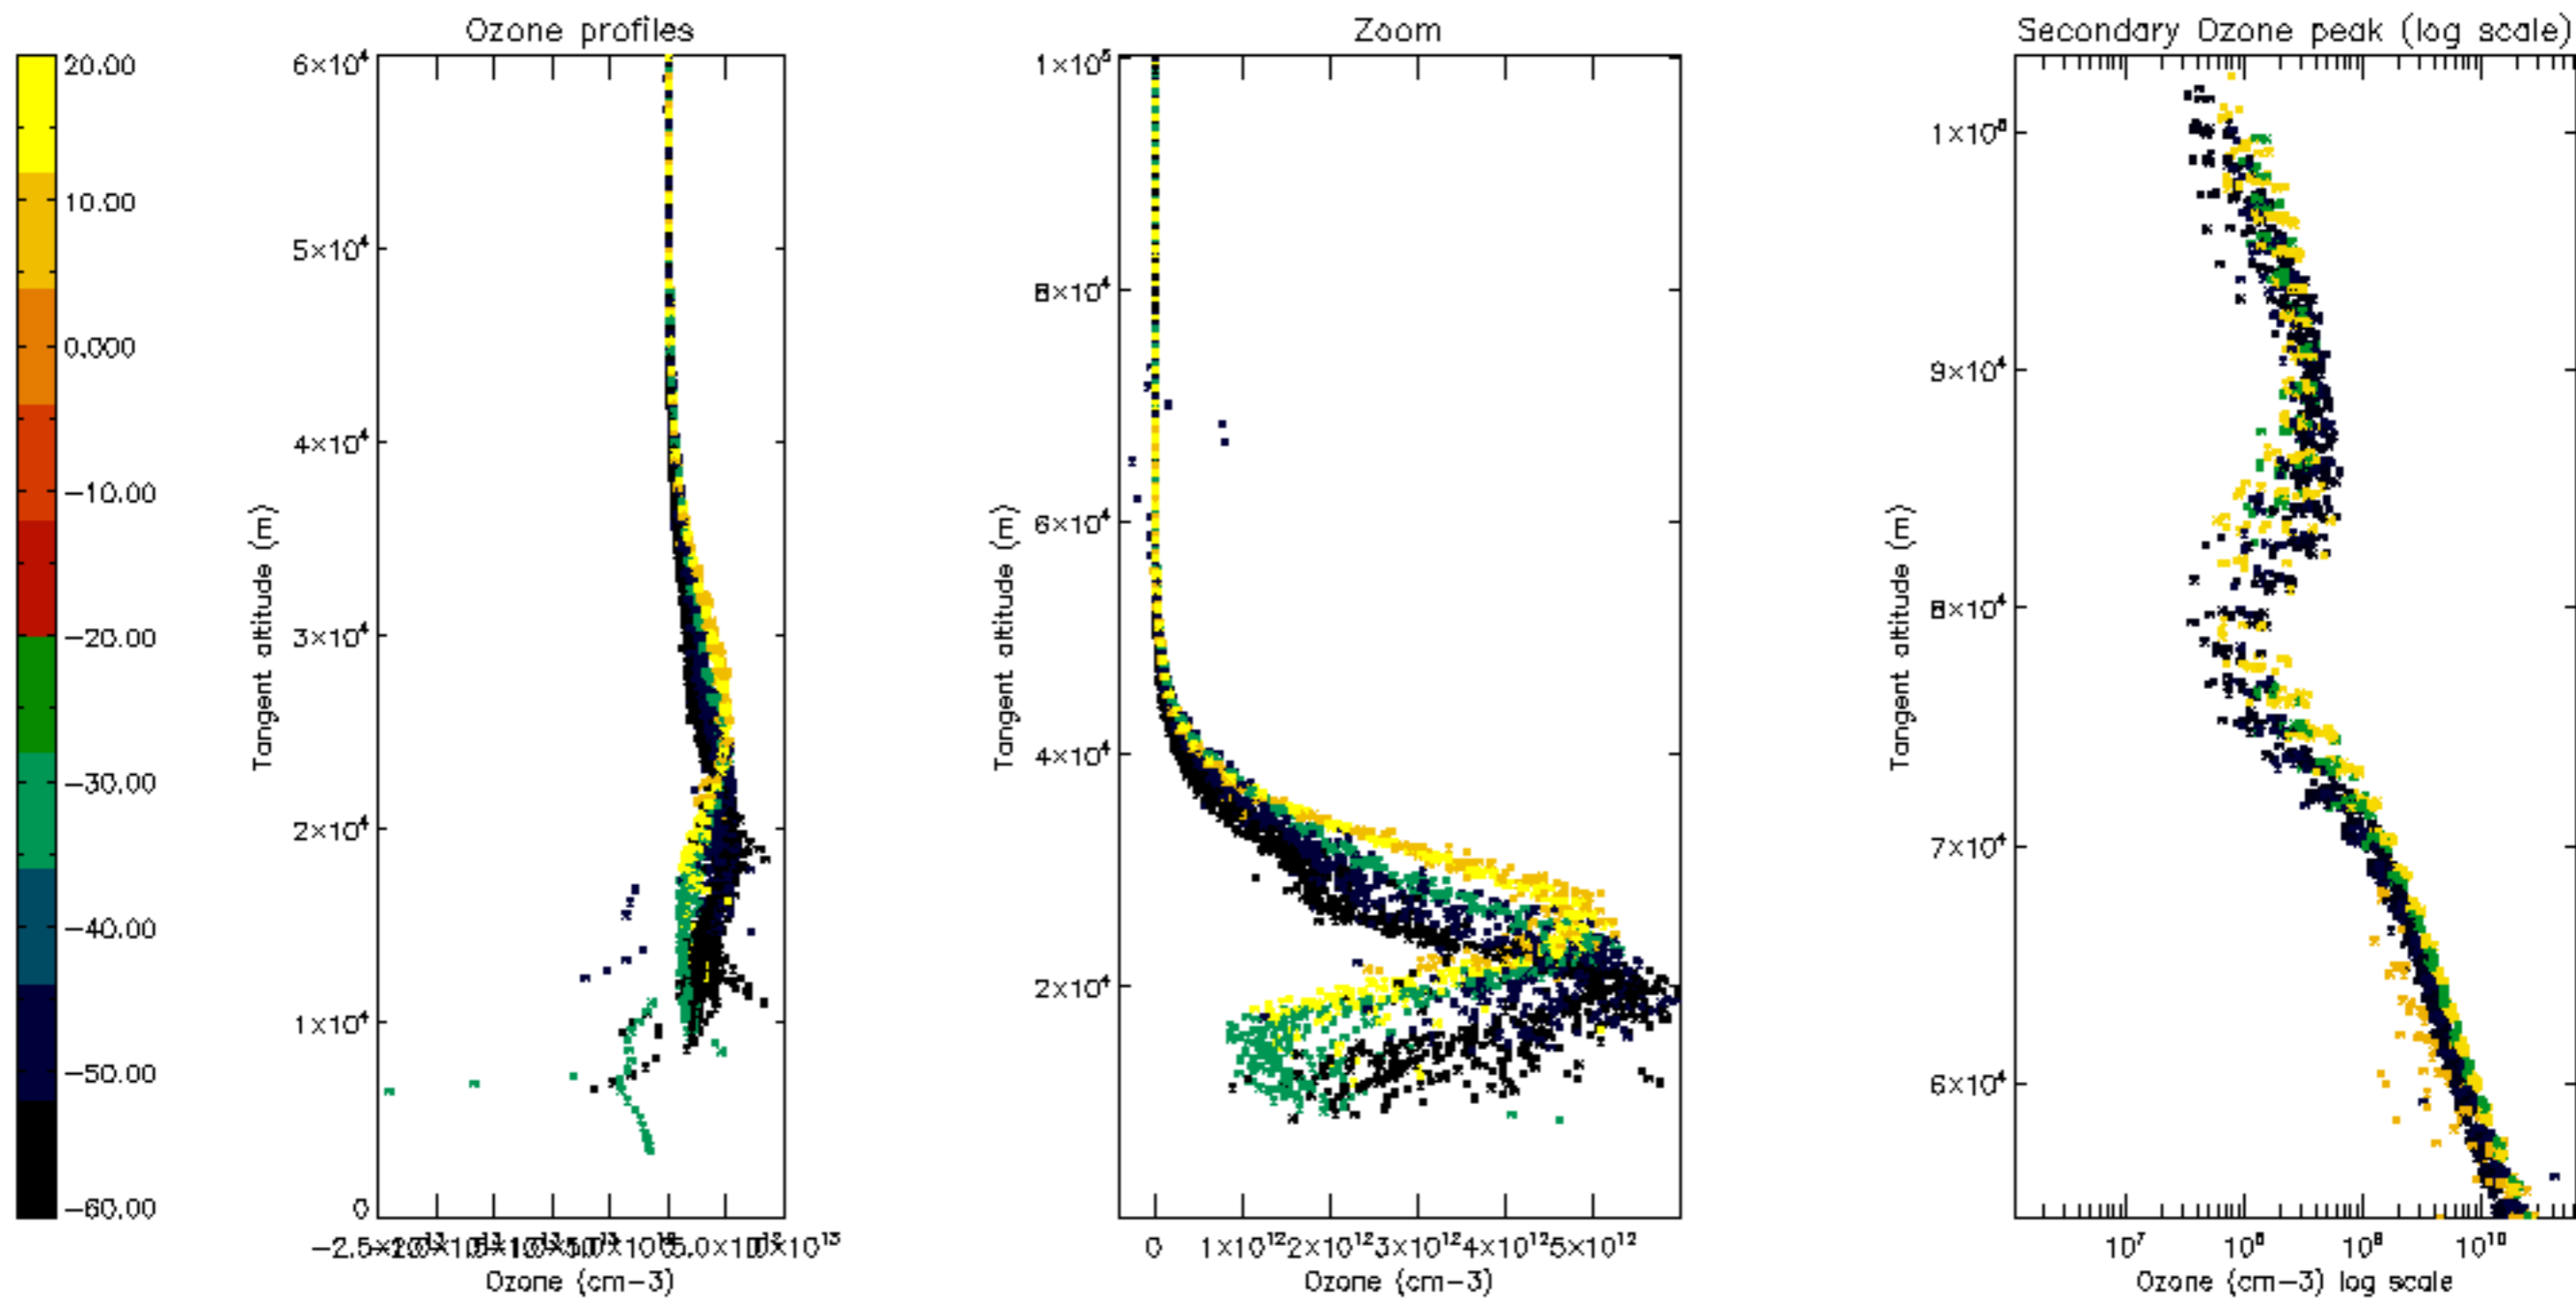 Ozone profiles
Zoom
Secondary Ozone peak (log scale)
20.00
10.00
0.000
−10.00
−20.00
−30.00
−40.00
−50.00
−60.00
Tangent altitude (m)
6×10⁴
5×10⁴
4×10⁴
3×10⁴
2×10⁴
1×10⁴
0
Ozone (cm−3)
Tangent altitude (m)
1×10⁵
8×10⁴
6×10⁴
4×10⁴
2×10⁴
0 1×10¹² 2×10¹² 3×10¹² 4×10¹² 5×10¹²
Ozone (cm−3)
Tangent altitude (m)
9×10⁴
8×10⁴
7×10⁴
6×10⁴
10⁷ 10⁸ 10⁹ 10¹⁰
Ozone (cm−3) log scale